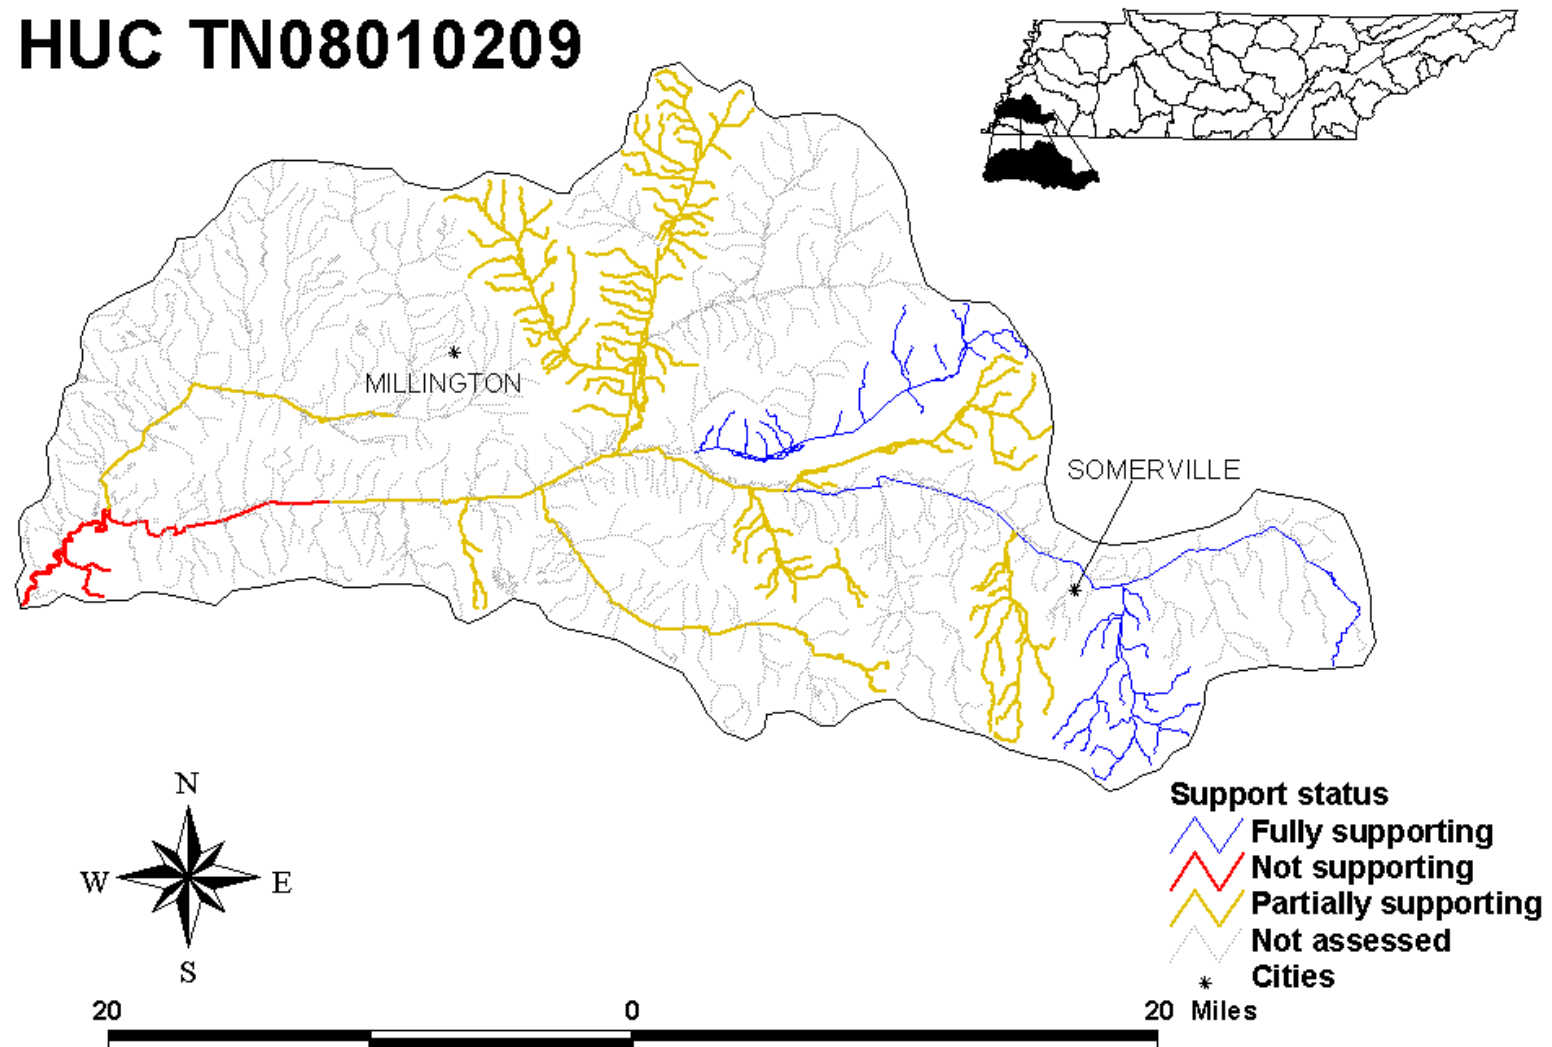 HUC TN08010209
MILLINGTON
SOMERVILLE
N
W E
S
Support status
Fully supporting
Not supporting
Partially supporting
Not assessed
Cities
20 0 20 Miles